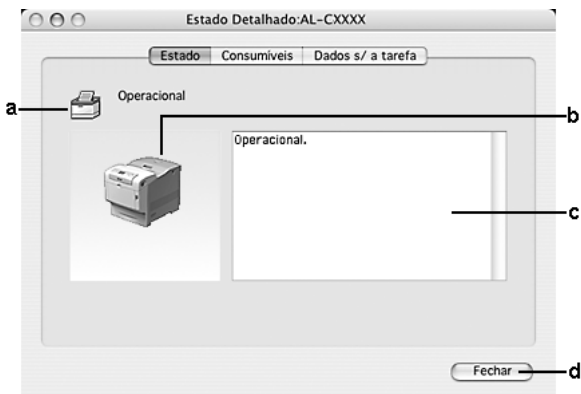 Estado Detalhado:AL-CXXXX
Estado Consumíveis Dados s/ a tarefa
a
Operacional
b
Operacional.
c
Fechar
d